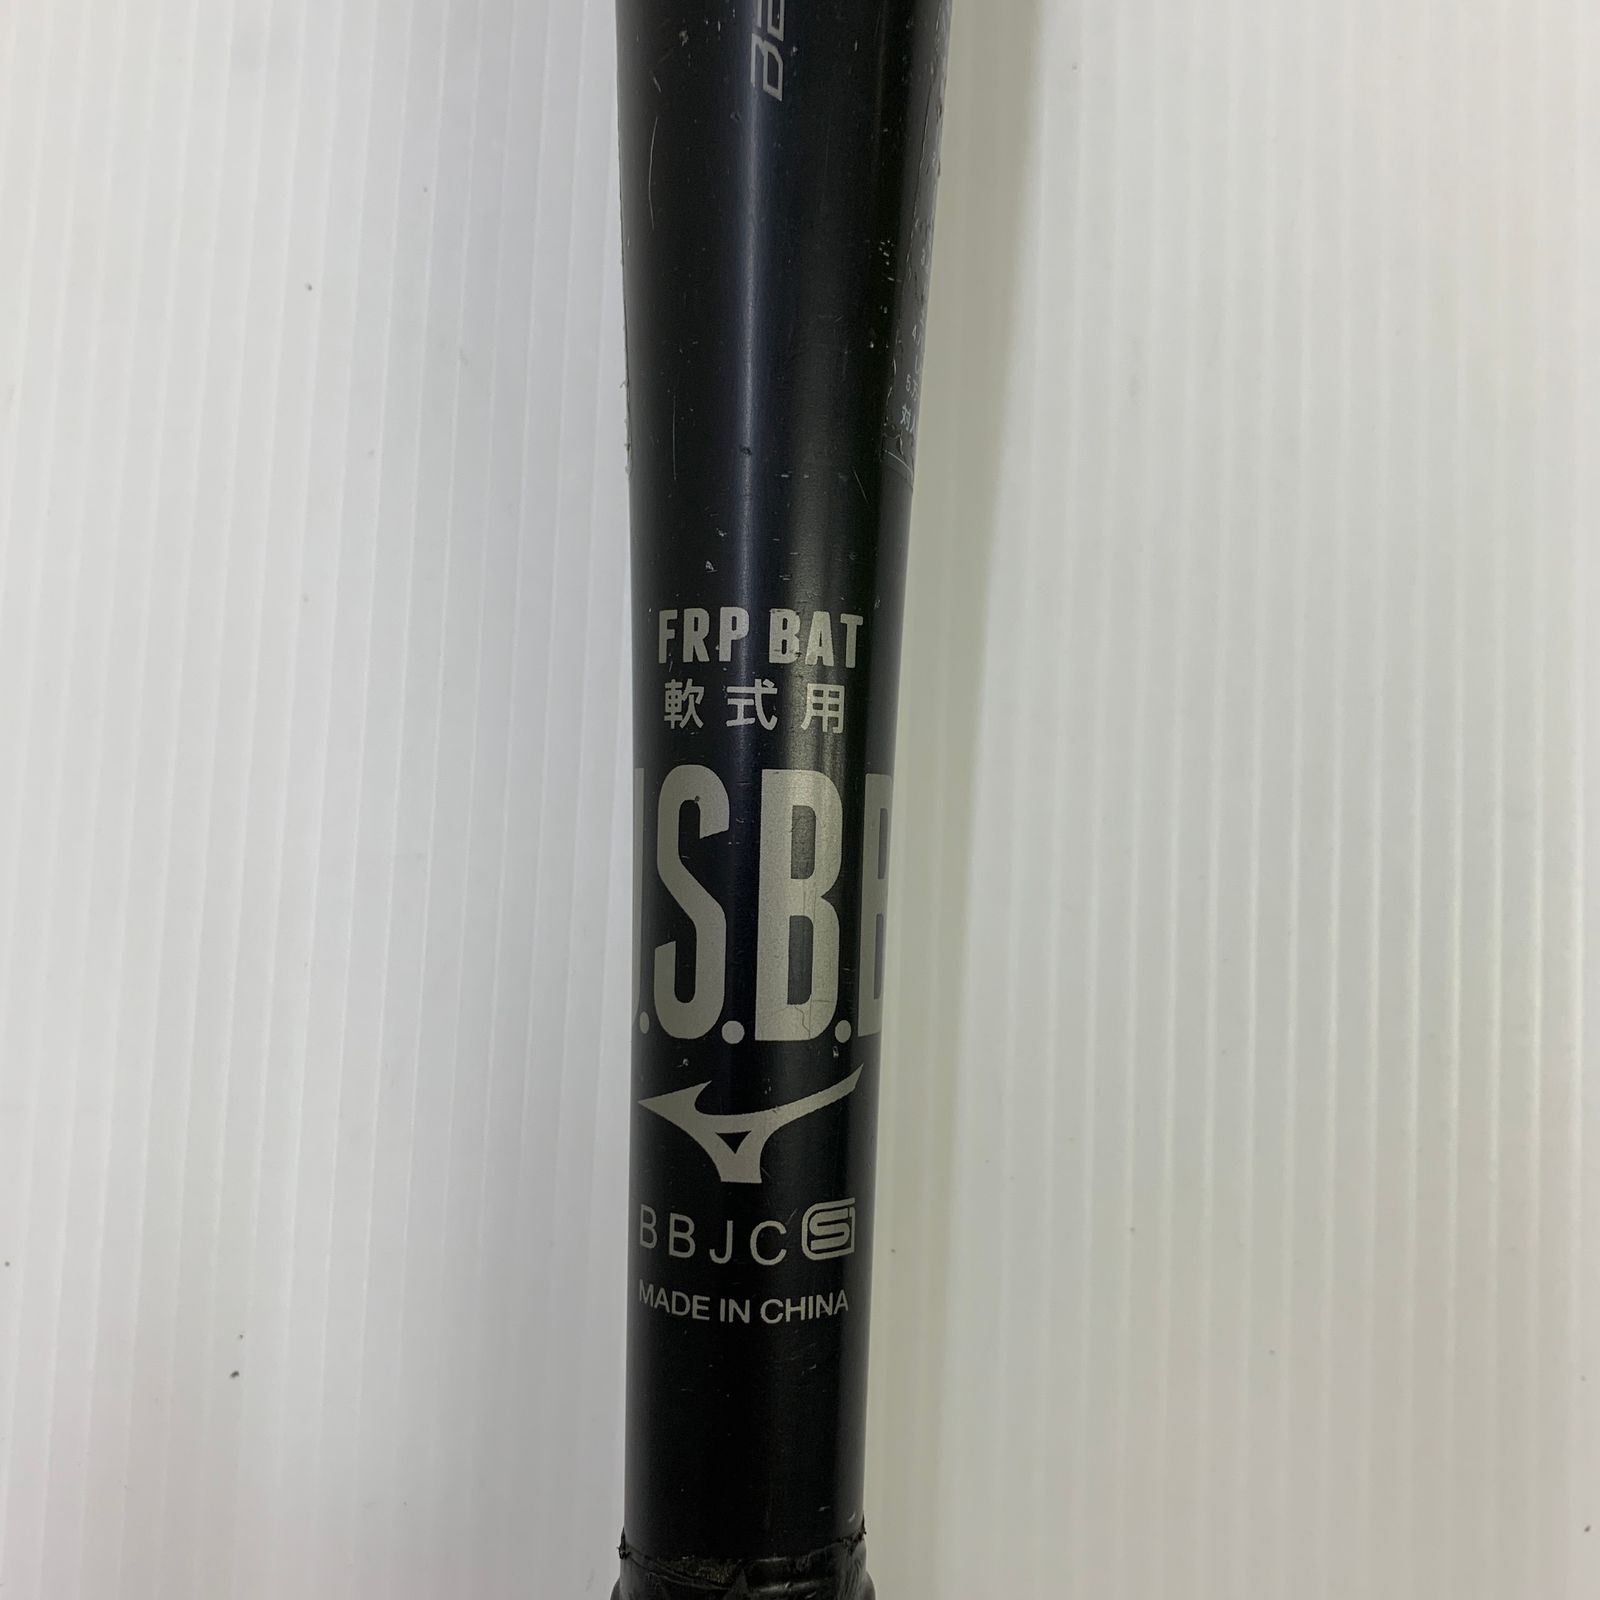 FRP BAT
軟式用
.S.B.B
BBJC S
MADE IN CHINA